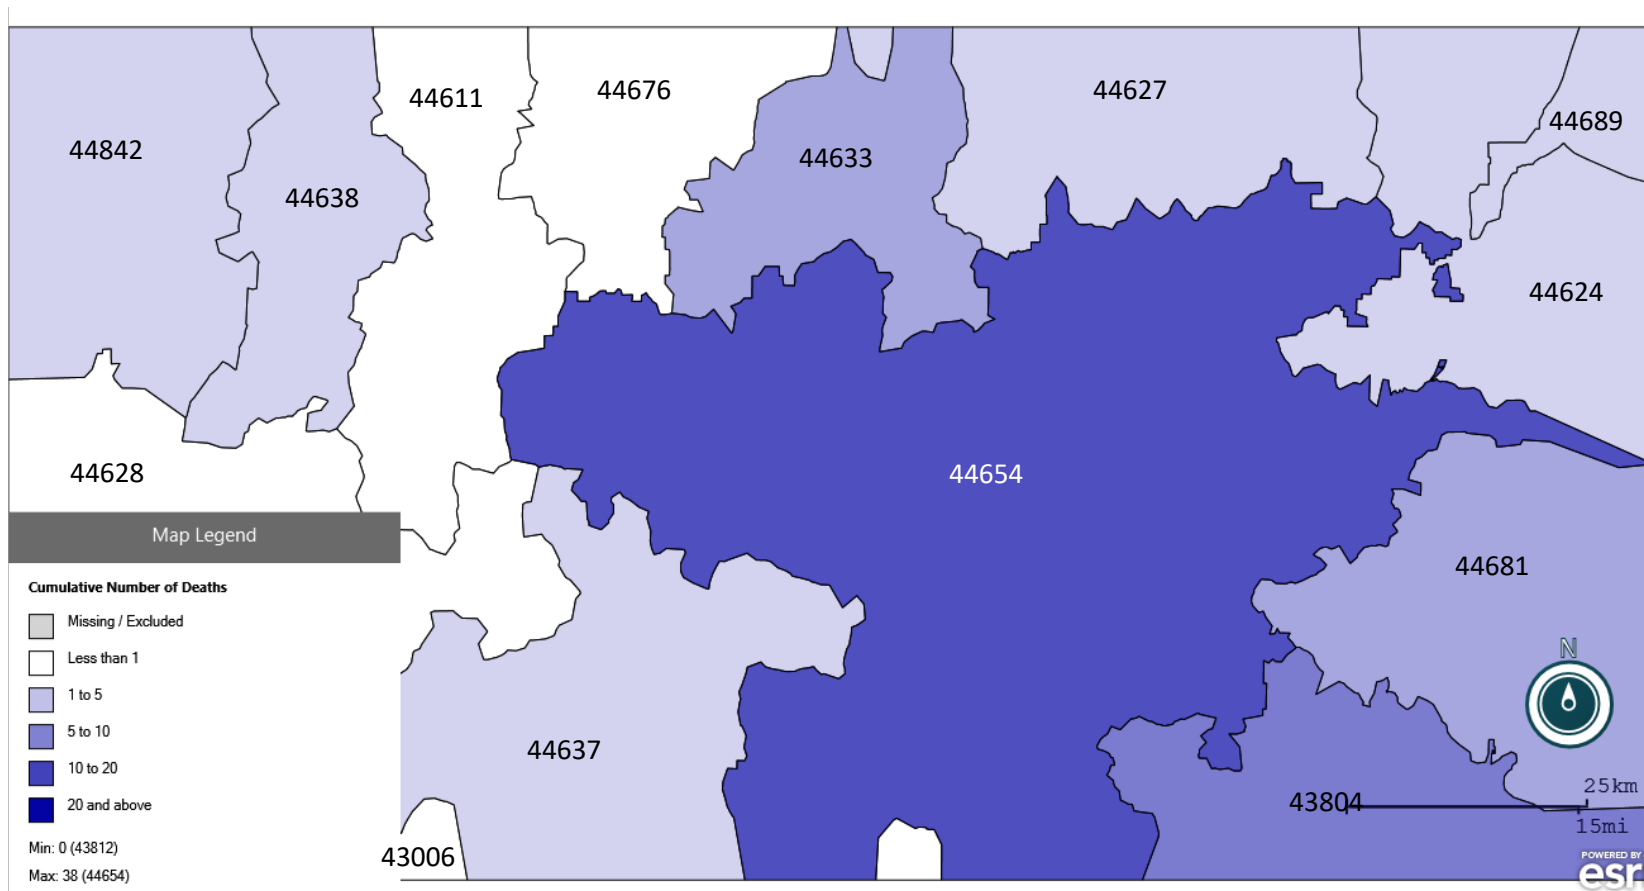 44611
44676
44627
44842
44689
44633
44638
44624
44628
44654
Map Legend
44681
Cumulative Number of Deaths
Missing / Excluded
N
Less than 1
1 to 5
5 to 10
44637
10 to 20
25km
20 and above
43804
15mi
Min: 0 (43812)
43006
POWERED BY
esri
Max: 38 (44654)